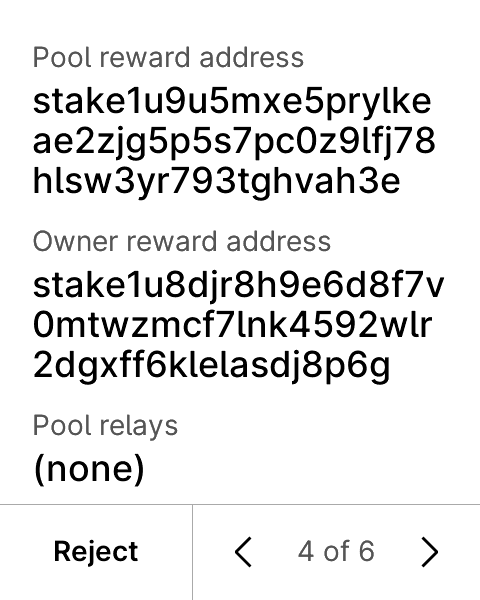 Pool reward address
stake1u9u5mxe5prylke
ae2zjg5p5s7pc0z9lfj78
hlsw3yr793tghvah3e
Owner reward address
stake1u8djr8h9e6d8f7v
0mtwzmcf7lnk4592wlr
2dgxff6klelasdj8p6g
Pool relays
(none)
Reject
4 of 6